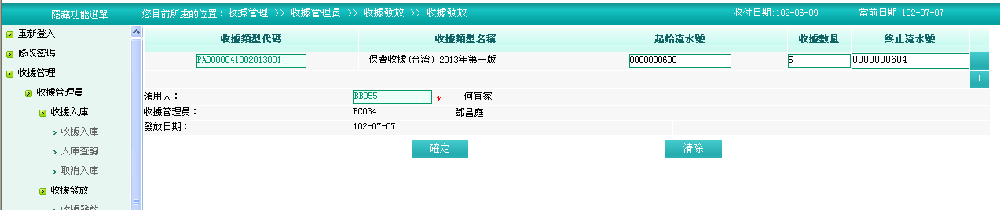 隱藏功能選單 您目前所處的位置：收據管理 >> 收據管理員 >> 收據發放 >> 收據發放 收付日期:102-06-09 當前日期:102-07-07
重新登入
修改密碼
收據管理
收據管理員
收據入庫
收據入庫
入庫查詢
取消入庫
收據發放
收據發放
收據類型代碼 收據類型名稱 起始流水號 收據數量 終止流水號
PA0000041002013001 保費收據(台湾) 2013年第一版 0000000600 5 0000000604 -
+
領用人： BB055 * 何宜家
收據管理員： BC034 鄧昌庭
發放日期： 102-07-07
確定 清除